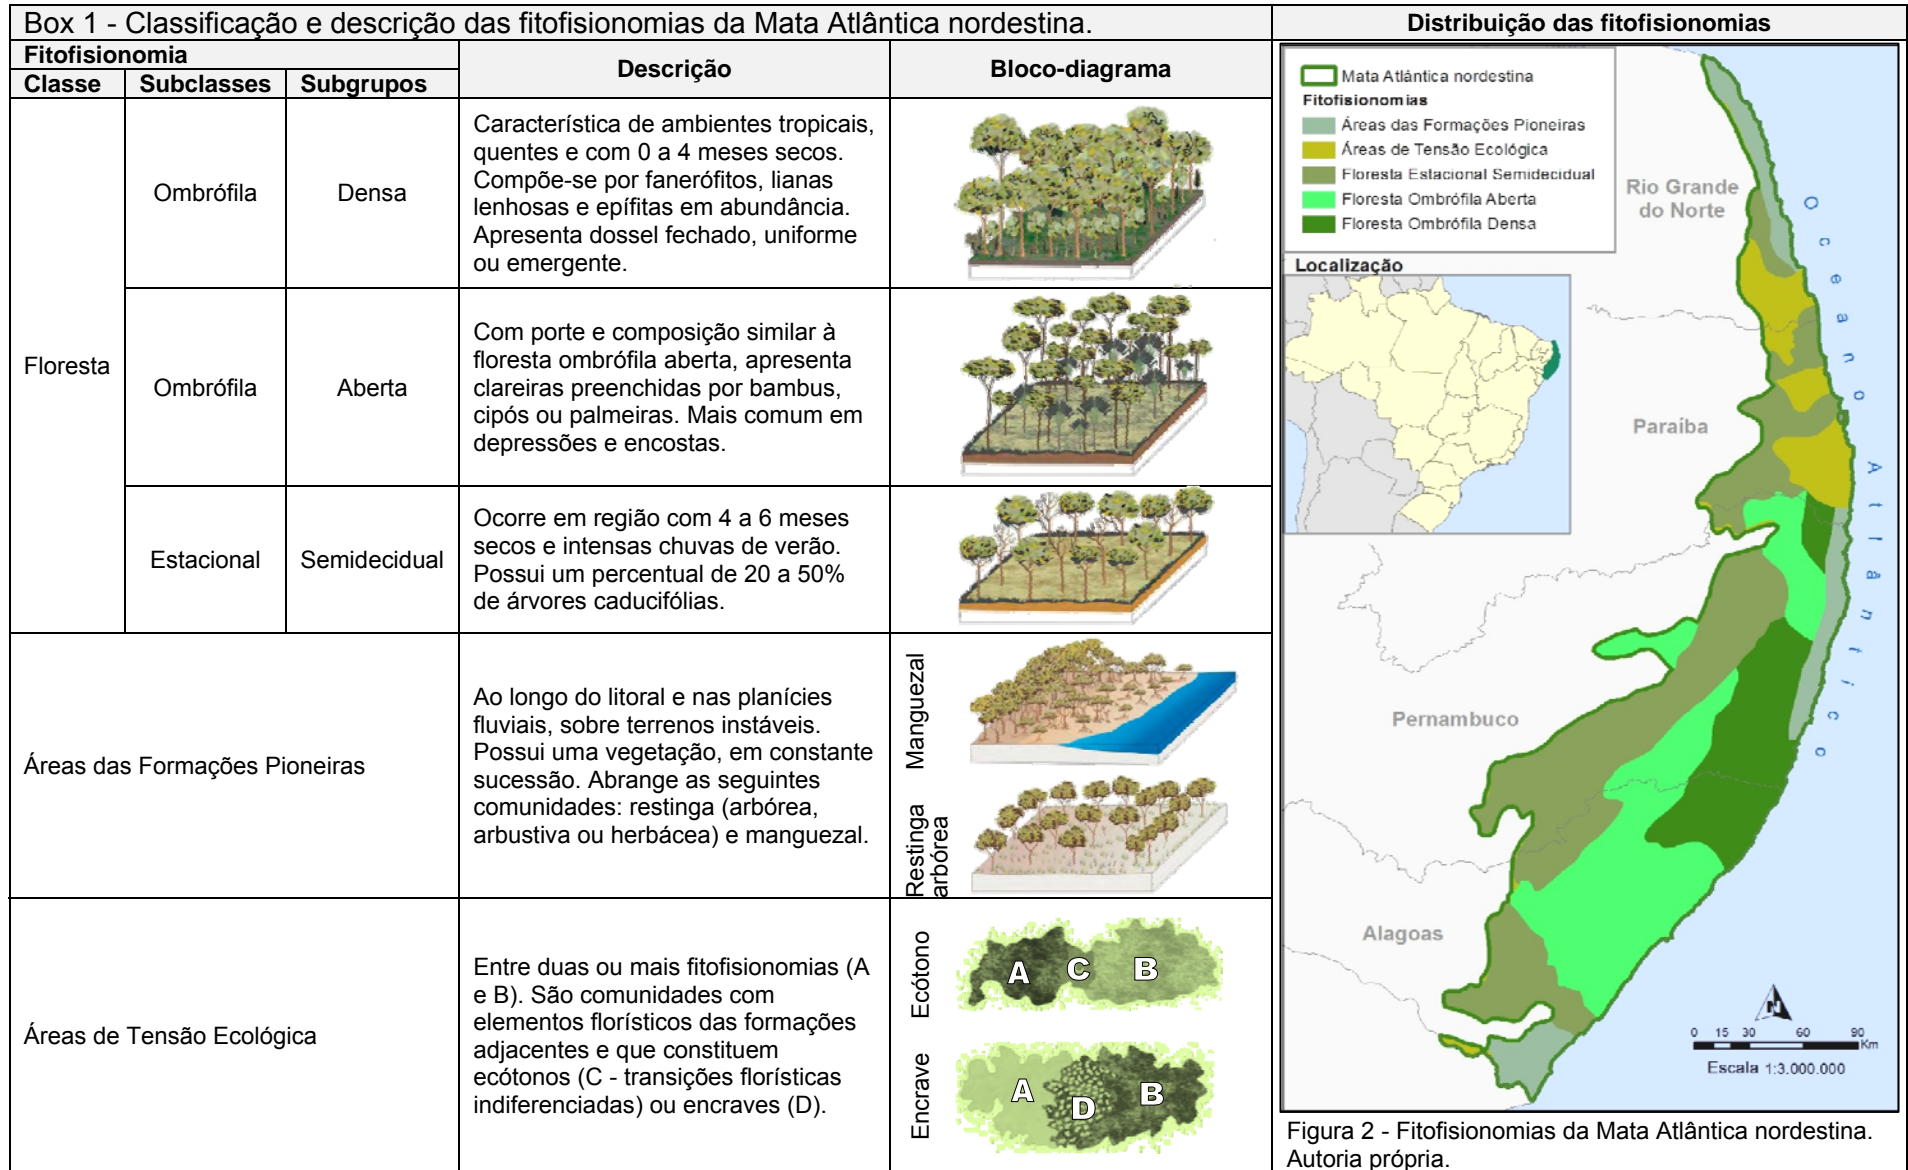 Box 1 - Classificação e descrição das fitofisionomias da Mata Atlântica nordestina.
Distribuição das fitofisionomias
Fitofisionomia
Descrição
Bloco-diagrama
Classe
Subclasses
Subgrupos
Floresta
Ombrófila
Densa
Característica de ambientes tropicais,
quentes e com 0 a 4 meses secos.
Compõe-se por fanerófitos, lianas
lenhosas e epífitas em abundância.
Apresenta dossel fechado, uniforme
ou emergente.
Ombrófila
Aberta
Com porte e composição similar à
floresta ombrófila aberta, apresenta
clareiras preenchidas por bambus,
cipós ou palmeiras. Mais comum em
depressões e encostas.
Estacional
Semidecidual
Ocorre em região com 4 a 6 meses
secos e intensas chuvas de verão.
Possui um percentual de 20 a 50%
de árvores caducifólias.
Áreas das Formações Pioneiras
Ao longo do litoral e nas planícies
fluviais, sobre terrenos instáveis.
Possui uma vegetação, em constante
sucessão. Abrange as seguintes
comunidades: restinga (arbórea,
arbustiva ou herbácea) e manguezal.
Manguezal
Restinga
arbórea
Áreas de Tensão Ecológica
Entre duas ou mais fitofisionomias (A
e B). São comunidades com
elementos florísticos das formações
adjacentes e que constituem
ecótonos (C - transições florísticas
indiferenciadas) ou encraves (D).
Ecótono
A C B
Encrave
A D B
Mata Atlântica nordestina
Fitofisionomias
Áreas das Formações Pioneiras
Áreas de Tensão Ecológica
Floresta Estacional Semidecidual
Floresta Ombrófila Aberta
Floresta Ombrófila Densa
Localização
Rio Grande
do Norte
Paraíba
Pernambuco
Alagoas
Oceano Atlântico
N
0 15 30 60 90
Km
Escala 1:3.000.000
Figura 2 - Fitofisionomias da Mata Atlântica nordestina.
Autoria própria.